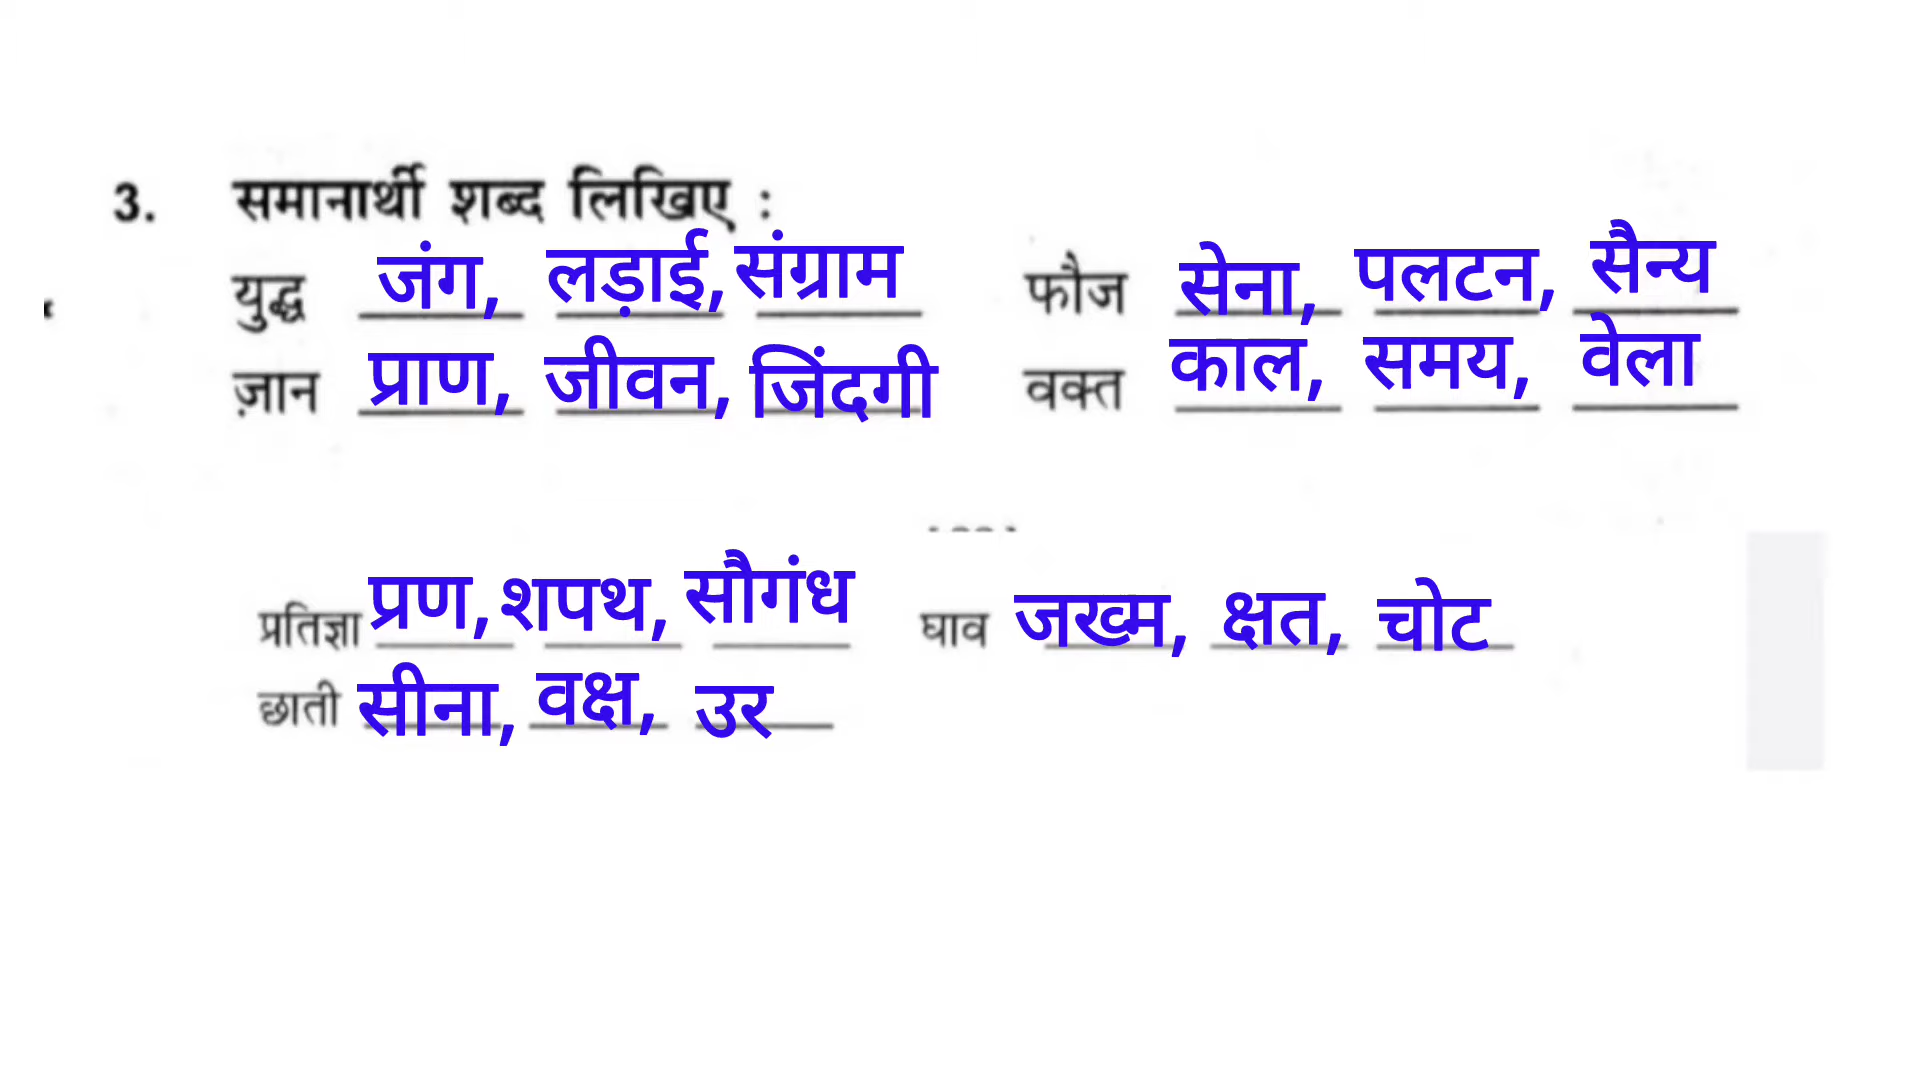 3. समानार्थी शब्द लिखिए :
युद्ध जंग, लड़ाई, संग्राम फौज सेना, पलटन, सैन्य
ज़ान प्राण, जीवन, जिंदगी वक्त काल, समय, वेला
प्रतिज्ञा प्रण, शपथ, सौगंध घाव जख्म, क्षत, चोट
छाती सीना, वक्ष, उर